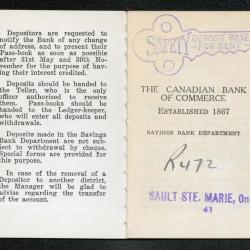 Depositors are requested to
notify the Bank of any change
of address, and to present their
Pass-book as soon as possible
after 31st May and 30th No-
vember for the purpose of hav-
ing their interest credited.
Deposits should be handed
to the Teller, who is the only
officer authorised to receive
them. Pass-books should be
handed to the Ledger-keeper,
who will enter all deposits and
withdrawals.
Deposits made in the Savings
Bank Department are not sub-
ject to withdrawal by cheque.
Special forms are provided for
this purpose.
In case of the removal of a
Depositor to another district,
the Manager will be glad to
advise regarding the transfer
of the account.
SAFETY DEPOSIT BOXES
FOR RENT
THE CANADIAN BANK
OF COMMERCE
ESTABLISHED 1867
SAVINGS BANK DEPARTMENT
R472
SAULT STE. MARIE, On
41